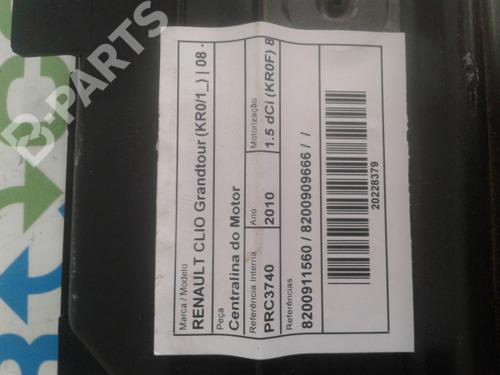 Marca / Modelo
RENAULT CLIO Grandtour (KR0/1_) | 08 -
Peça
Centralina do Motor
Referência Interna Ano Motorização
PRC3740 2010 1.5 dCi (KR0F) 8
Referências
8200911560 / 8200909666 / /
20228379
B-PARTS